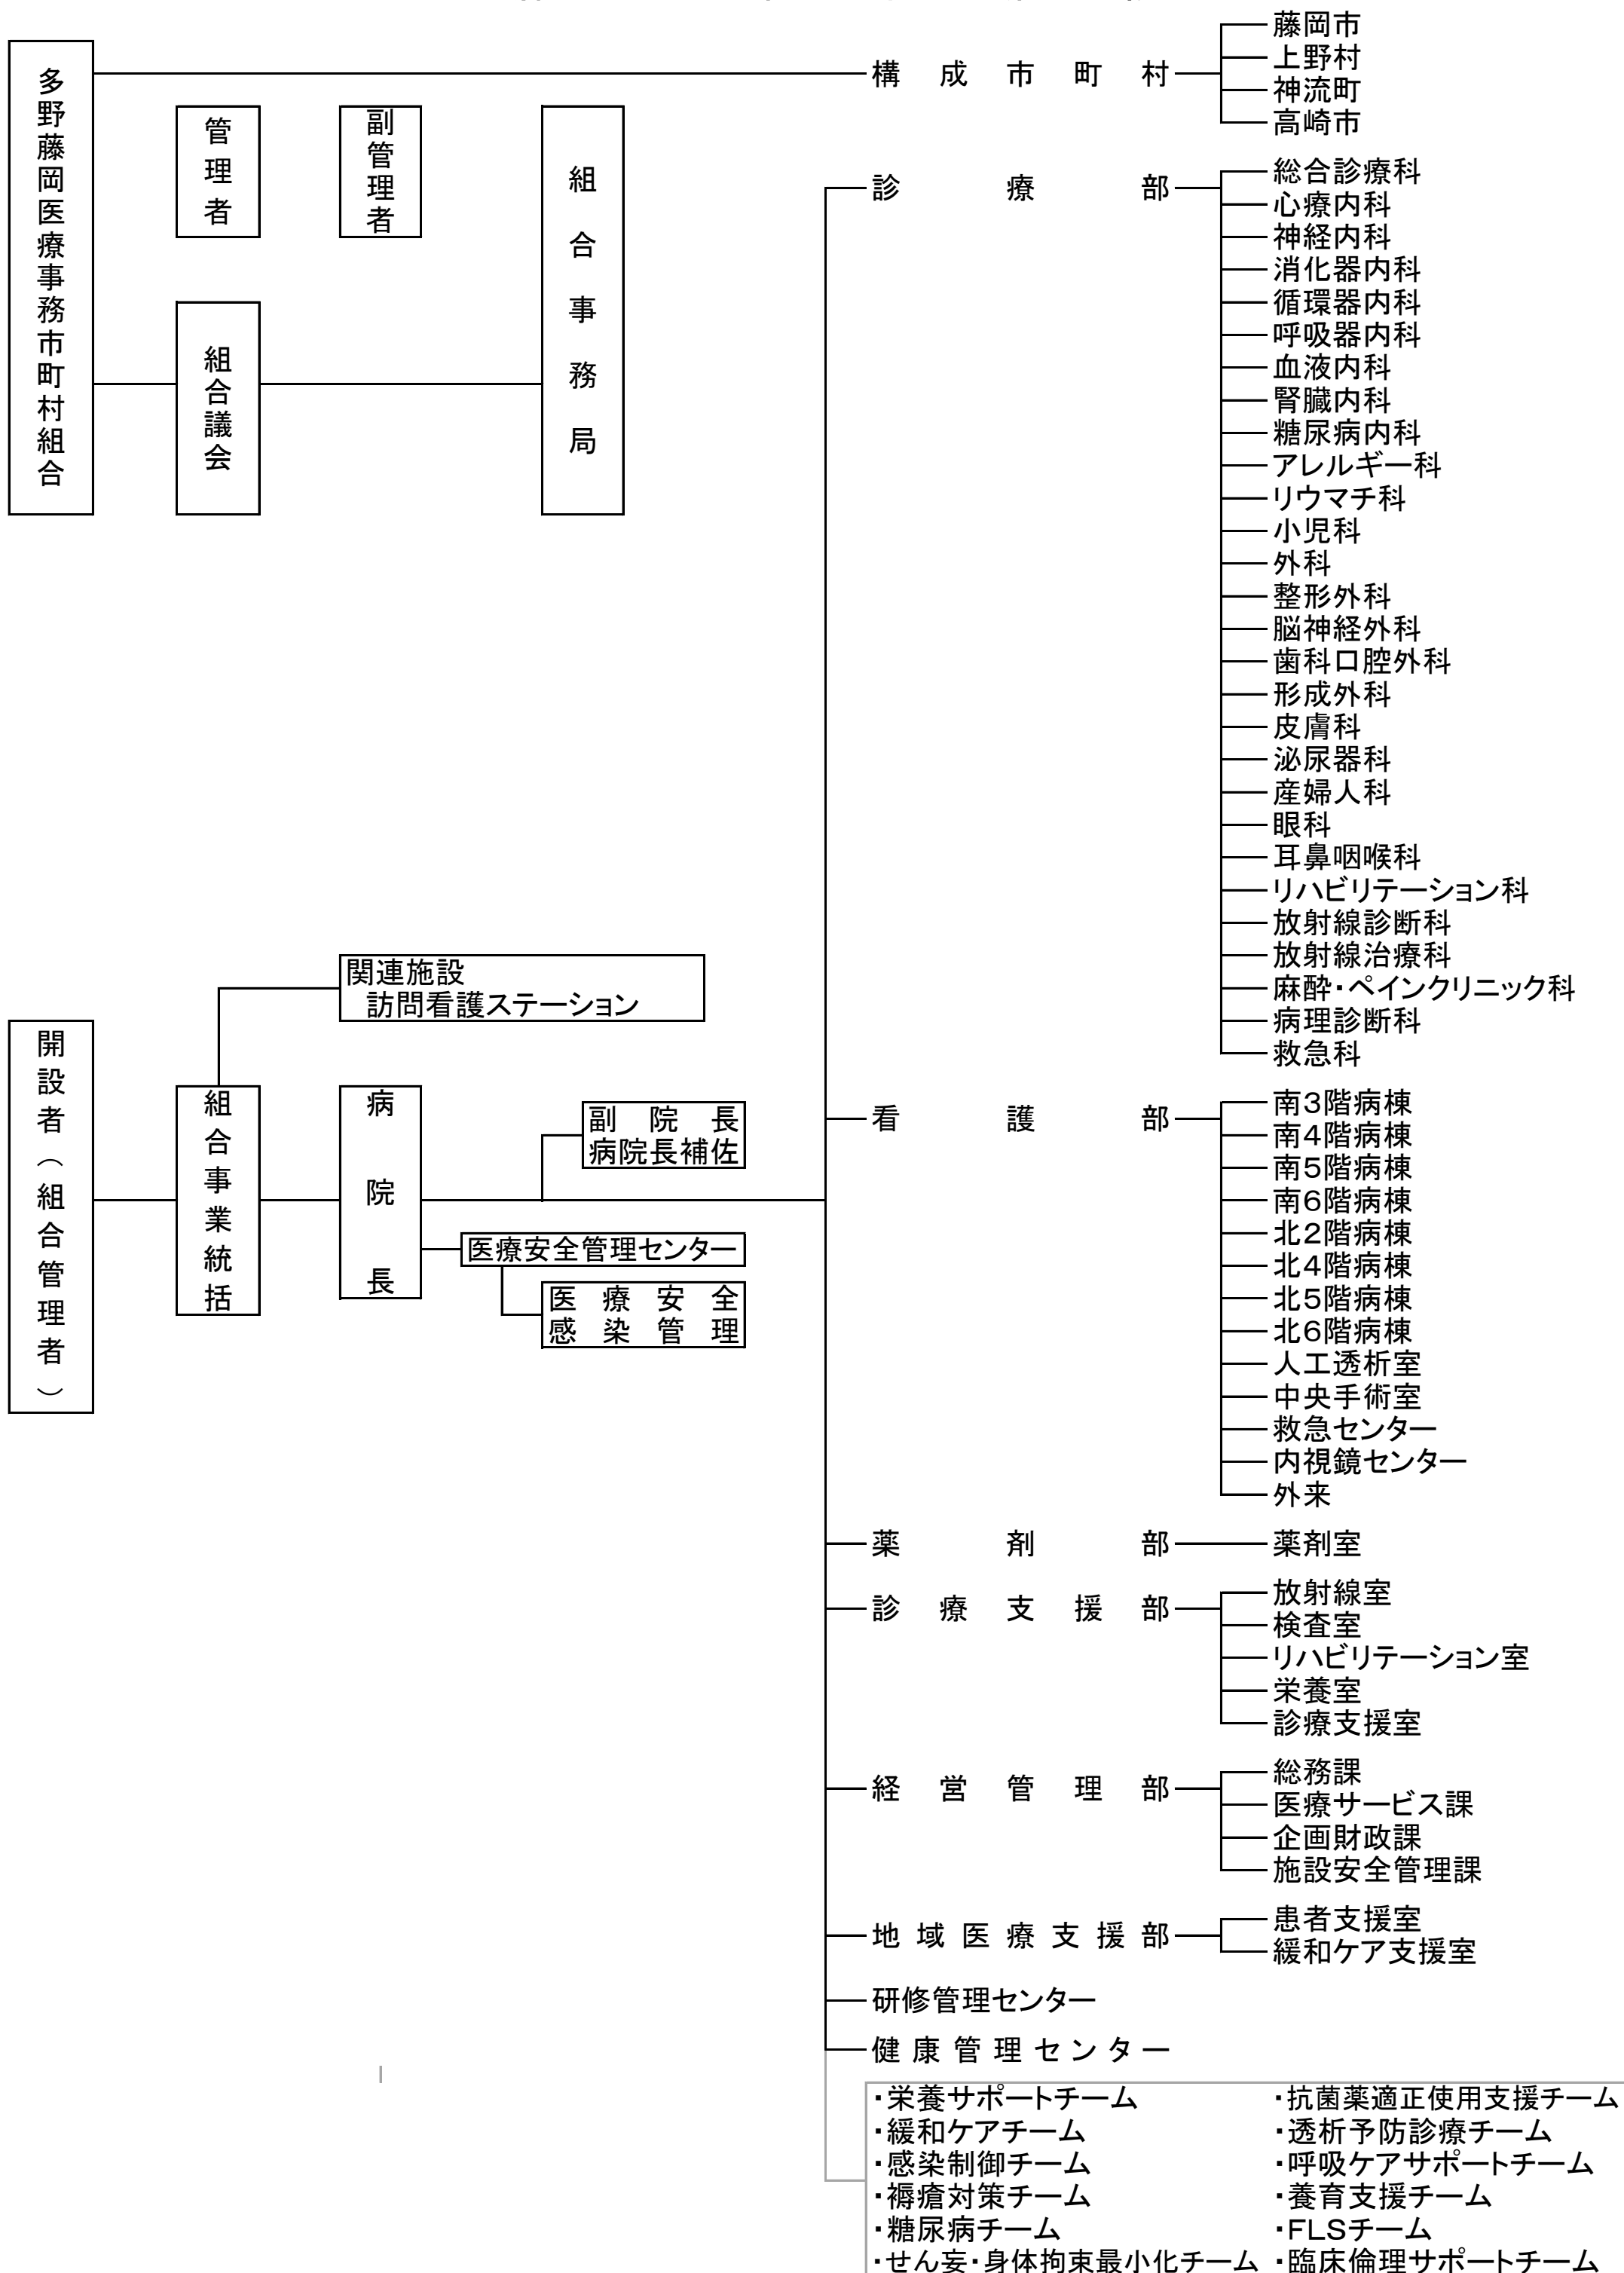 多野藤岡医療事務市町村組合
管理者
副管理者
組合議会
組合事務局
構成市町村
藤岡市
上野村
神流町
高崎市
開設者（組合管理者）
組合事業統括
関連施設
訪問看護ステーション
病院長
副院長
病院長補佐
医療安全管理センター
医療安全
感染管理
診療部
総合診療科
心療内科
神経内科
消化器内科
循環器内科
呼吸器内科
血液内科
腎臓内科
糖尿病内科
アレルギー科
リウマチ科
小児科
外科
整形外科
脳神経外科
歯科口腔外科
形成外科
皮膚科
泌尿器科
産婦人科
眼科
耳鼻咽喉科
リハビリテーション科
放射線診断科
放射線治療科
麻酔・ペインクリニック科
病理診断科
救急科
看護部
南3階病棟
南4階病棟
南5階病棟
南6階病棟
北2階病棟
北4階病棟
北5階病棟
北6階病棟
人工透析室
中央手術室
救急センター
内視鏡センター
外来
薬剤部
薬剤室
診療支援部
放射線室
検査室
リハビリテーション室
栄養室
診療支援室
経営管理部
総務課
医療サービス課
企画財政課
施設安全管理課
地域医療支援部
患者支援室
緩和ケア支援室
研修管理センター
健康管理センター
・栄養サポートチーム
・緩和ケアチーム
・感染制御チーム
・褥瘡対策チーム
・糖尿病チーム
・せん妄・身体拘束最小化チーム
・抗菌薬適正使用支援チーム
・透析予防診療チーム
・呼吸ケアサポートチーム
・養育支援チーム
・FLSチーム
・臨床倫理サポートチーム